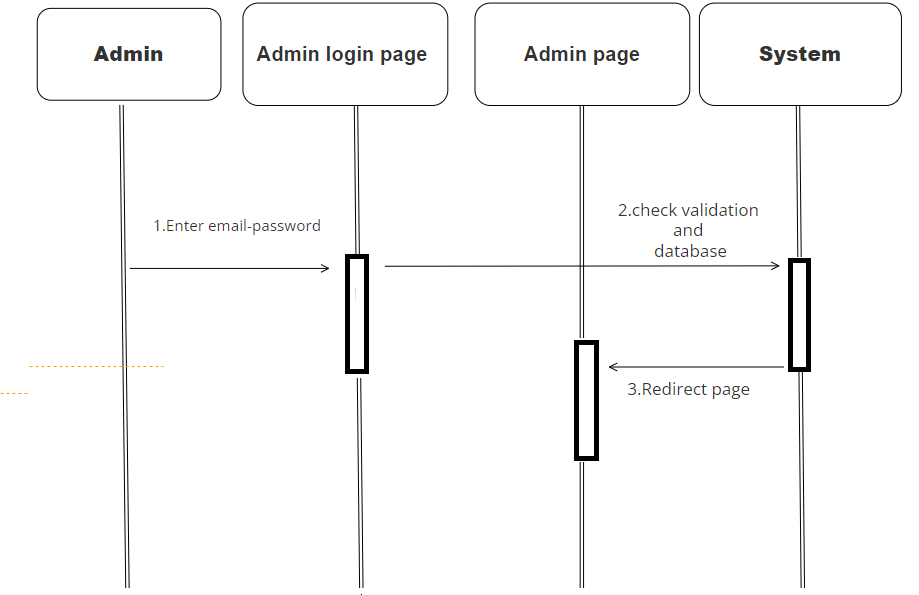 Admin
Admin login page
Admin page
System
1.Enter email-password
2.check validation
and
database
3.Redirect page